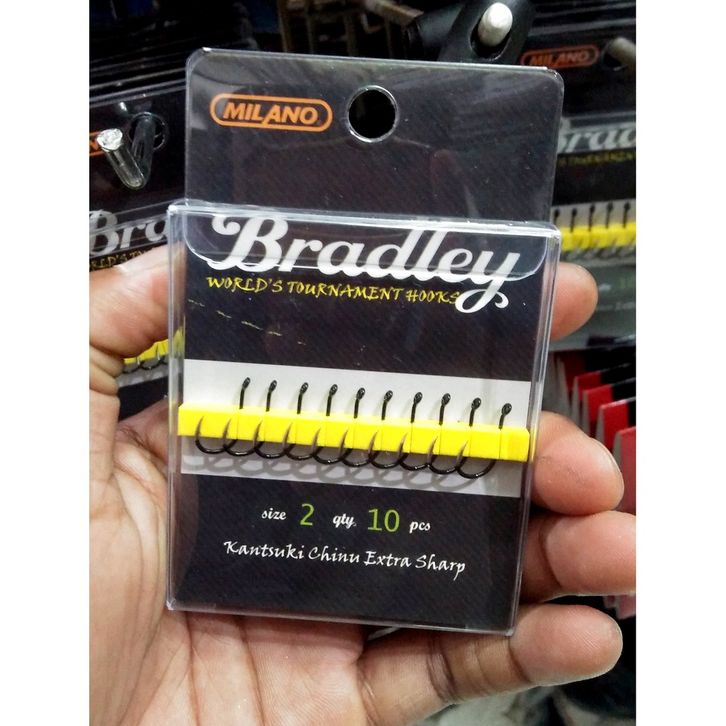 MILANO
Bradley
WORLD'S TOURNAMENT HOOKS
size 2 qty. 10 pcs
Kantsuki Chinu Extra Sharp